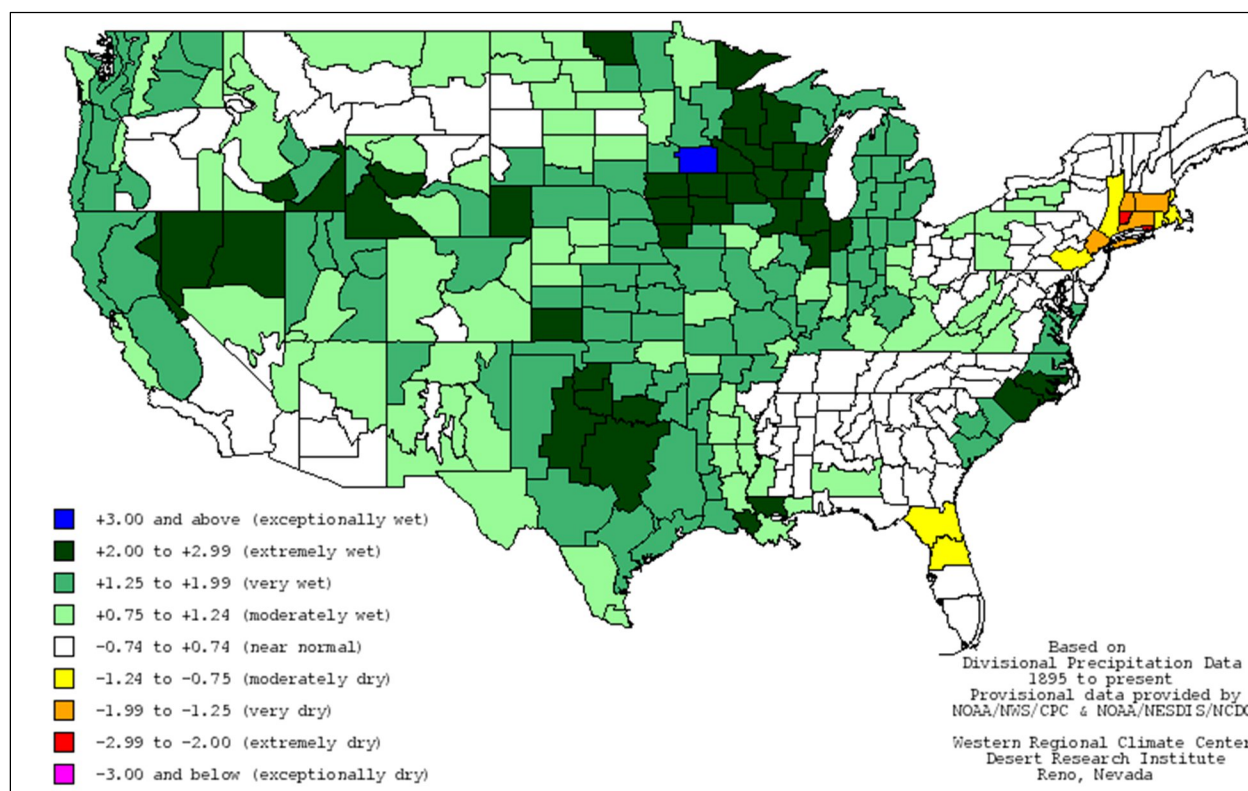 +3.00 and above (exceptionally wet)
+2.00 to +2.99 (extremely wet)
+1.25 to +1.99 (very wet)
+0.75 to +1.24 (moderately wet)
-0.74 to +0.74 (near normal)
-1.24 to -0.75 (moderately dry)
-1.99 to -1.25 (very dry)
-2.99 to -2.00 (extremely dry)
-3.00 and below (exceptionally dry)
Based on
Divisional Precipitation Data
1895 to present
Provisional data provided by
NOAA/NWS/CPC & NOAA/NESDIS/NCDC
Western Regional Climate Center
Desert Research Institute
Reno, Nevada